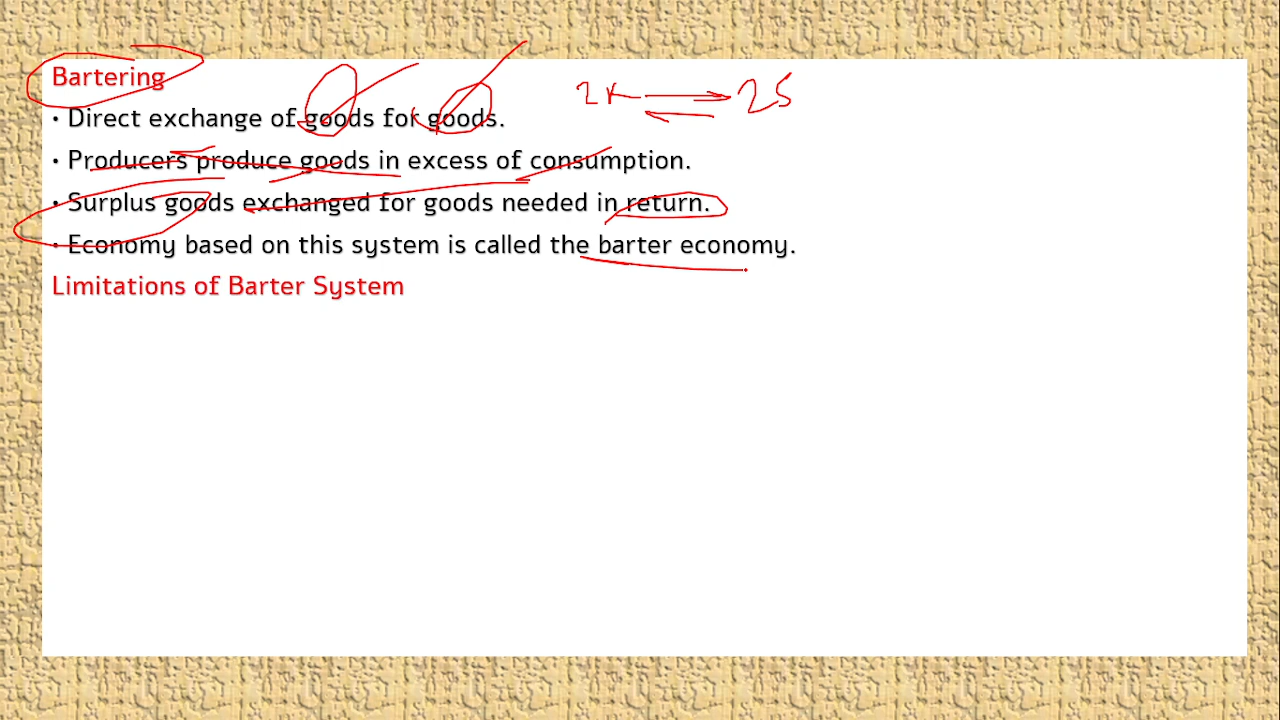 Bartering
2K 25
• Direct exchange of goods for goods.
• Producers produce goods in excess of consumption.
• Surplus goods exchanged for goods needed in return.
• Economy based on this system is called the barter economy.
Limitations of Barter System